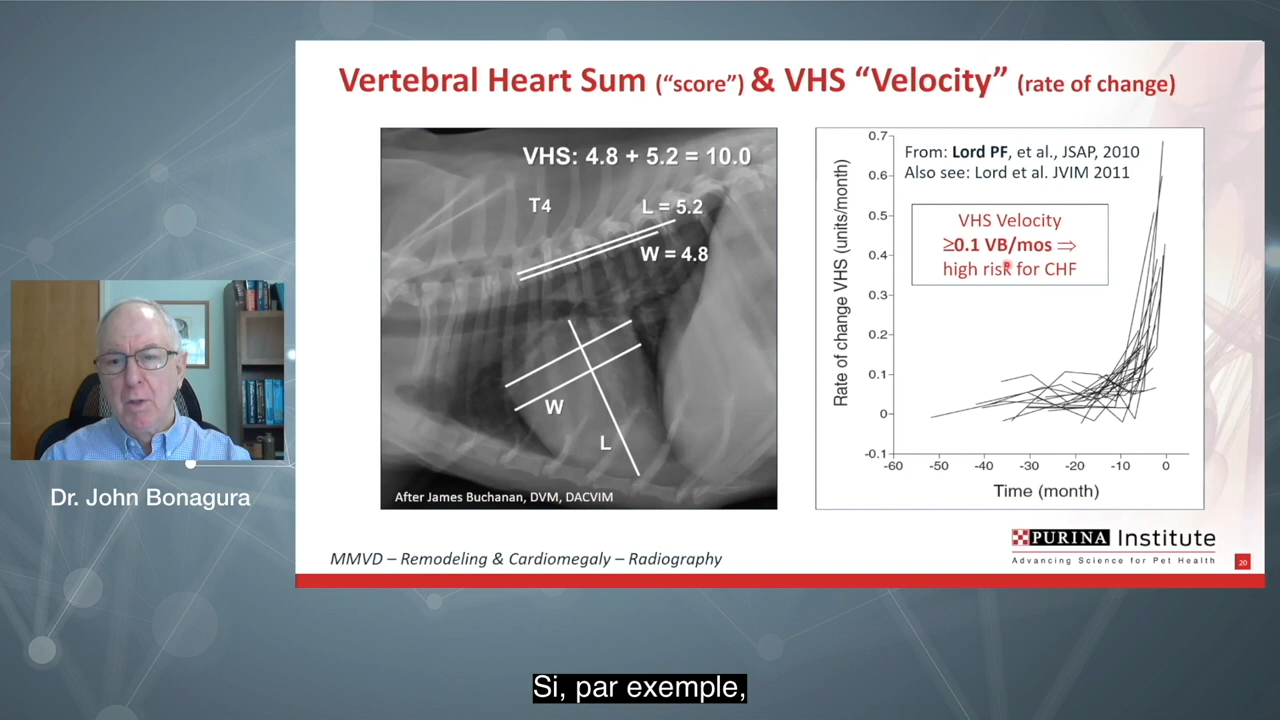 Vertebral Heart Sum (“score”) & VHS “Velocity” (rate of change)
VHS: 4.8 + 5.2 = 10.0
T4
L = 5.2
W = 4.8
W
L
After James Buchanan, DVM, DACVIM
From: Lord PF, et al., JSAP, 2010
Also see: Lord et al. JVIM 2011
VHS Velocity
≥0.1 VB/mos ⇒
high risk for CHF
Rate of change VHS (units/month)
0.7
0.6
0.5
0.4
0.3
0.2
0.1
0
-0.1
-60 -50 -40 -30 -20 -10 0
Time (month)
Dr. John Bonagura
MMVD – Remodeling & Cardiomegaly – Radiography
PURINA Institute
Advancing Science for Pet Health
20
Si, par exemple,